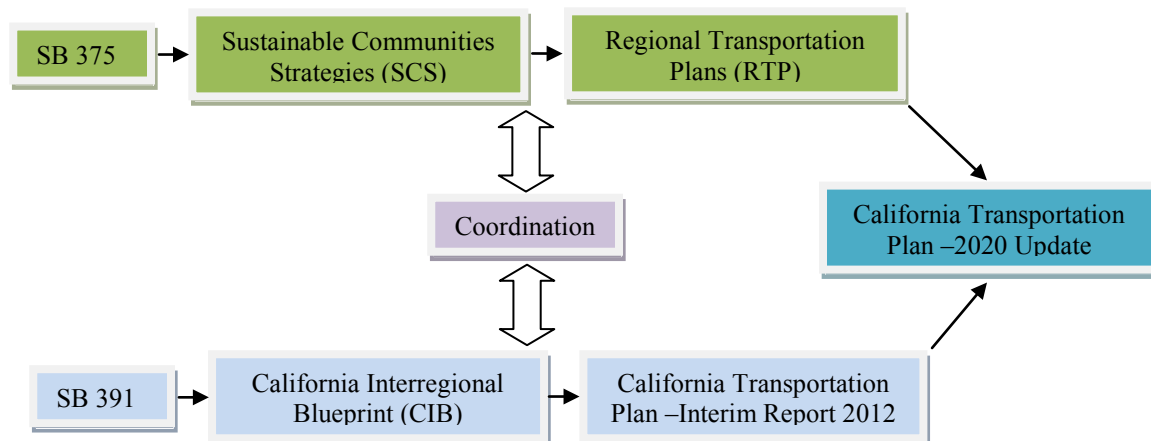 SB 375
Sustainable Communities
Strategies (SCS)
Regional Transportation
Plans (RTP)
Coordination
California Transportation
Plan –2020 Update
SB 391
California Interregional
Blueprint (CIB)
California Transportation
Plan –Interim Report 2012